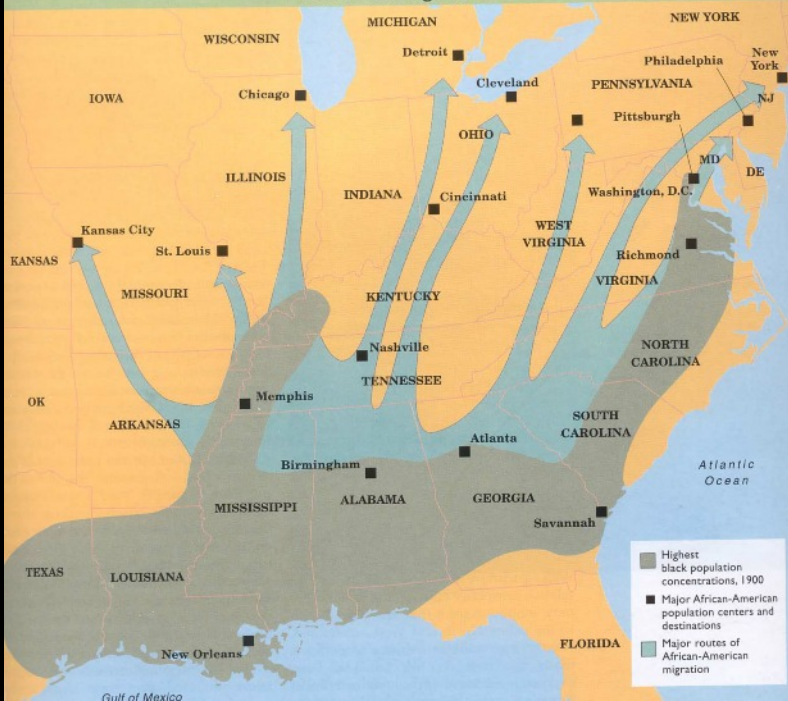 MICHIGAN
NEW YORK
WISCONSIN
Detroit
Philadelphia
New
York
Cleveland
PENNSYLVANIA
Chicago
IOWA
NJ
Pittsburgh
OHIO
MD
ILLINOIS
DE
INDIANA
Cincinnati
Washington, D.C.
Kansas City
WEST
VIRGINIA
St. Louis
Richmond
KANSAS
VIRGINIA
MISSOURI
KENTUCKY
Nashville
NORTH
CAROLINA
TENNESSEE
OK
Memphis
ARKANSAS
SOUTH
CAROLINA
Atlanta
Birmingham
Atlantic
Ocean
MISSISSIPPI
ALABAMA
GEORGIA
Savannah
TEXAS
LOUISIANA
New Orleans
FLORIDA
Gulf of Mexico
Highest
black population
concentrations, 1900
Major African-American
population centers and
destinations
Major routes of
African-American
migration